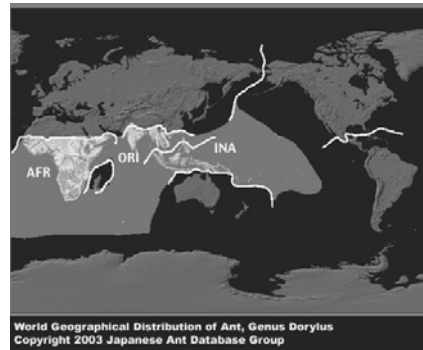 INA
ORI
AFR
World Geographical Distribution of Ant, Genus Dorylus
Copyright 2003 Japanese Ant Database Group